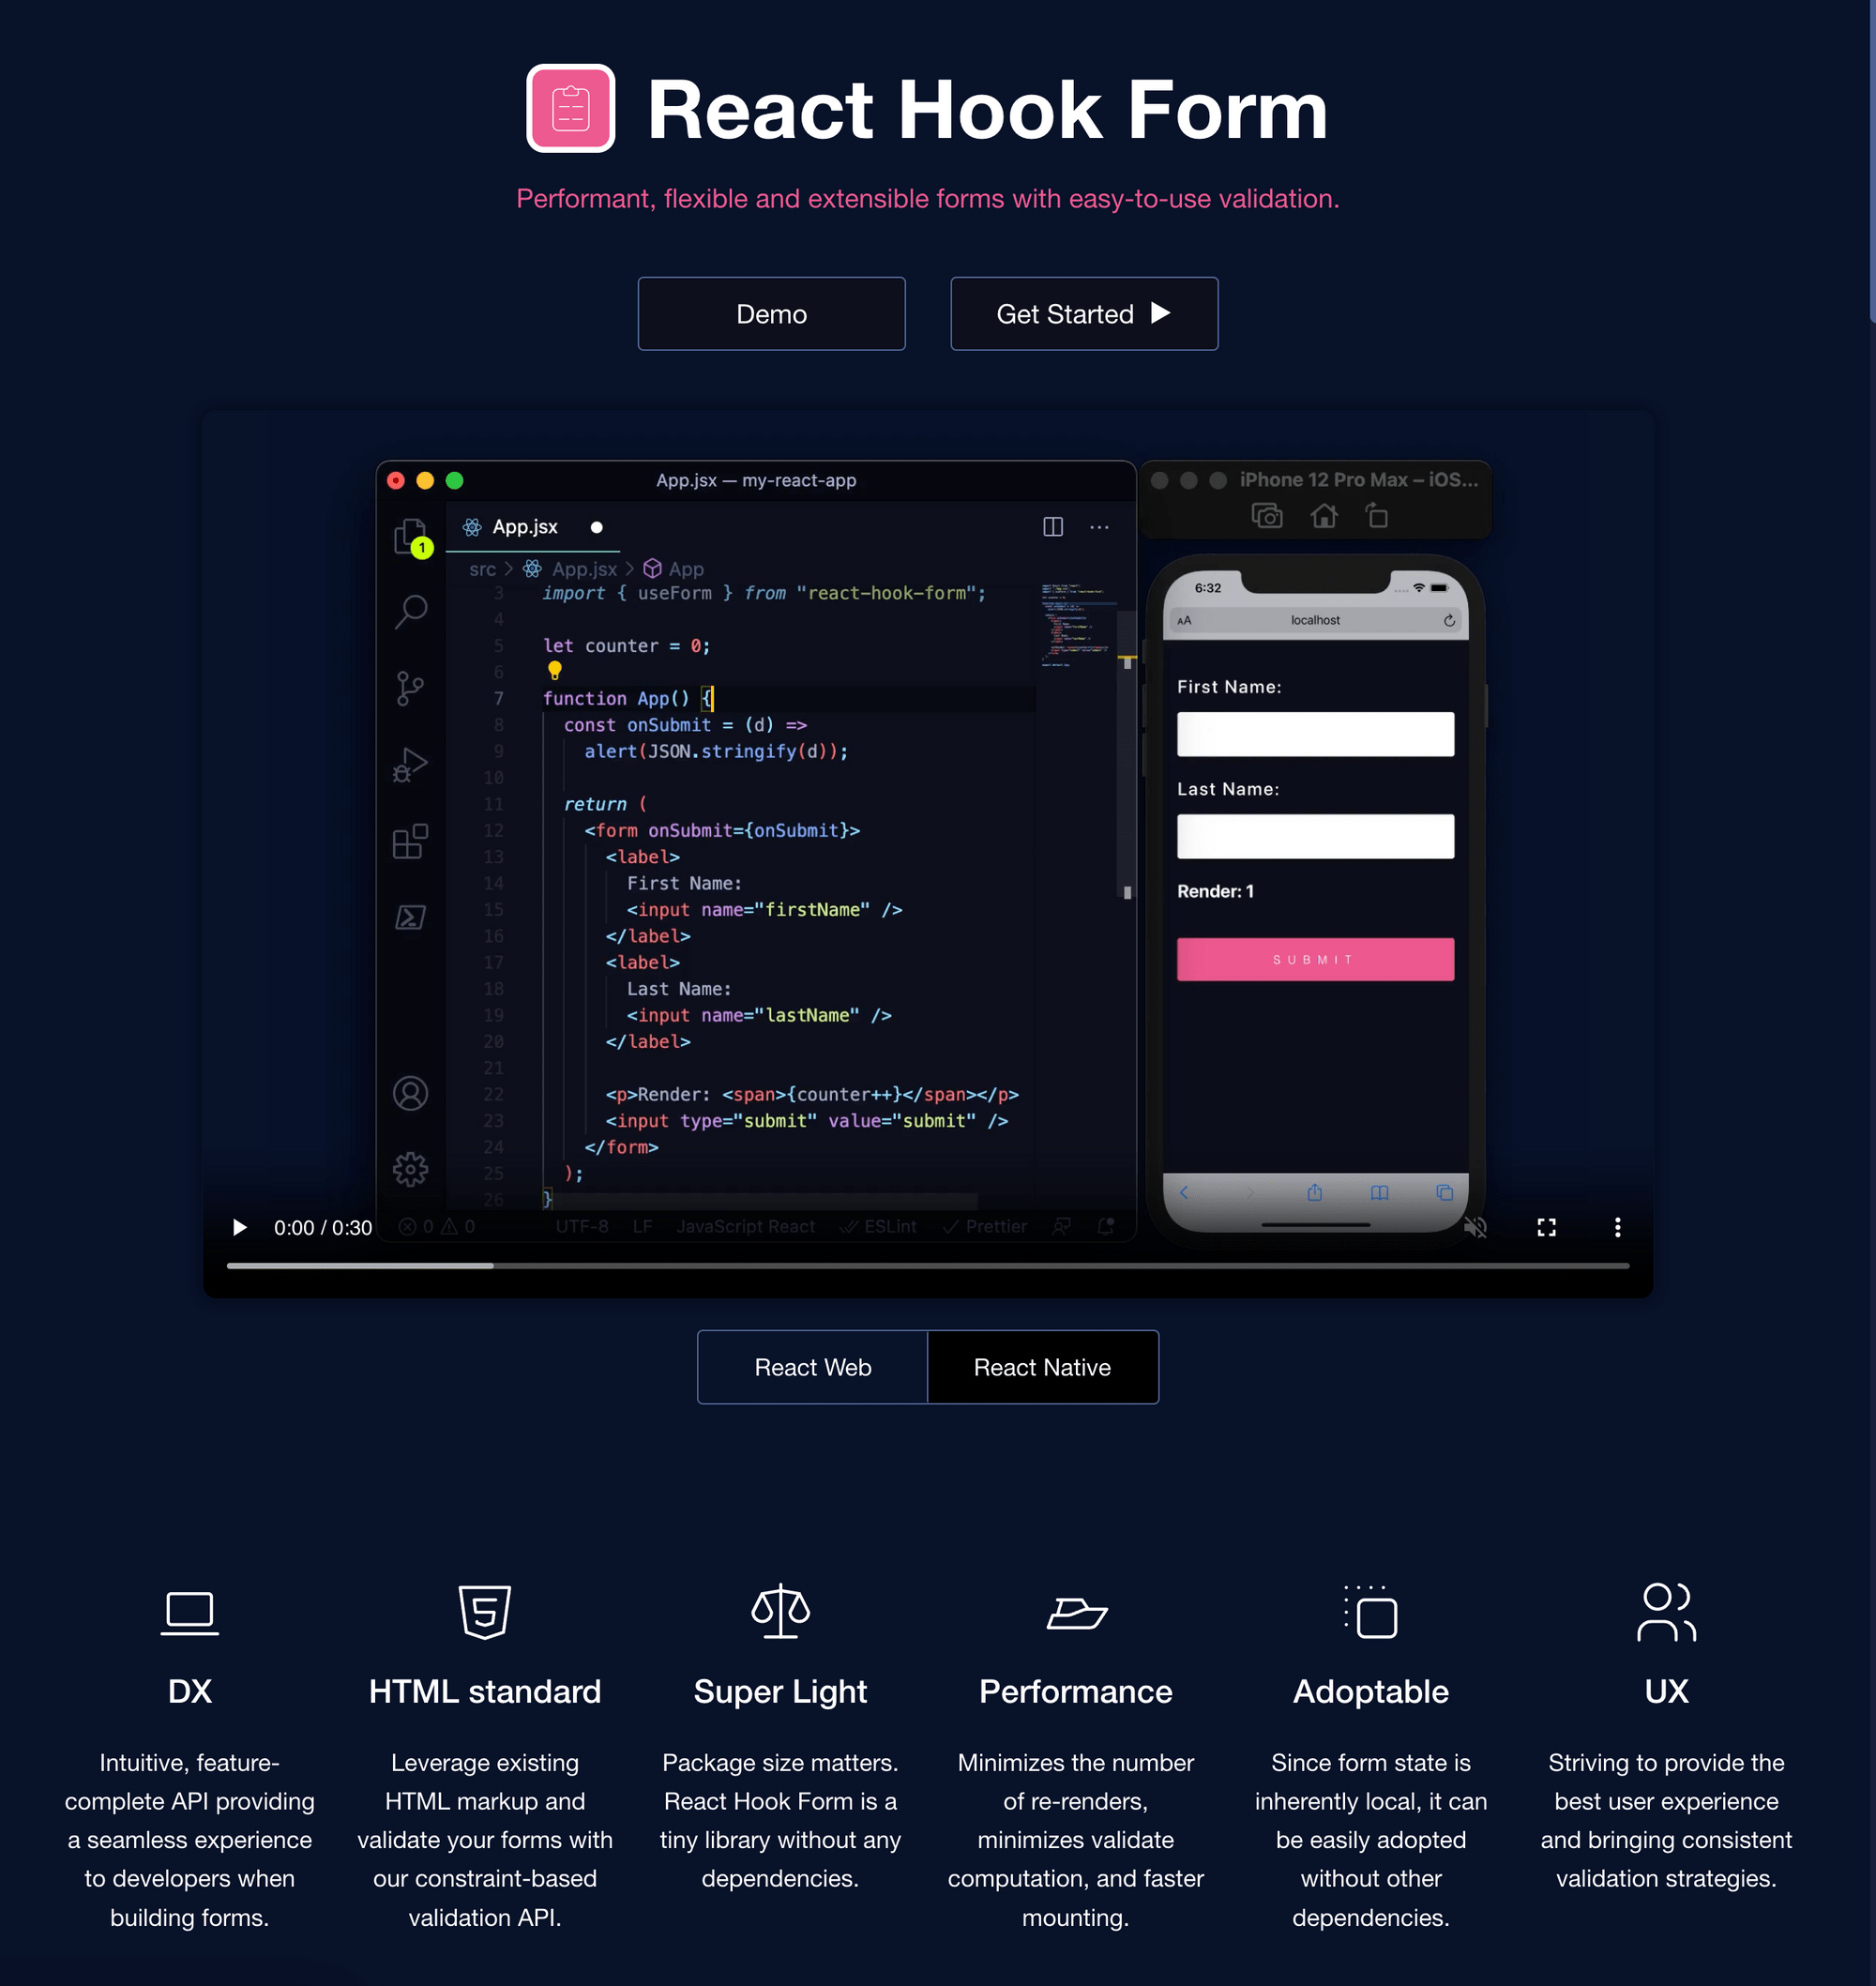 React Hook Form
Performant, flexible and extensible forms with easy-to-use validation.
Demo
Get Started
App.jsx — my-react-app
App.jsx
1
src > App.jsx > App
3 import { useForm } from "react-hook-form";
4
5 let counter = 0;
6
7 function App() {
8 const onSubmit = (d) =>
9 alert(JSON.stringify(d));
10
11 return (
12 <form onSubmit={onSubmit}>
13 <label>
14 First Name:
15 <input name="firstName" />
16 </label>
17 <label>
18 Last Name:
19 <input name="lastName" />
20 </label>
21
22 <p>Render: <span>{counter++}</span></p>
23 <input type="submit" value="submit" />
24 </form>
25 );
26 }
0 0 UTF-8 LF JavaScript React ESLint Prettier
iPhone 12 Pro Max – iOS...
6:32
AA localhost
First Name:
Last Name:
Render: 1
SUBMIT
0:00 / 0:30
React Web
React Native
DX
Intuitive, feature-
complete API providing
a seamless experience
to developers when
building forms.
HTML standard
Leverage existing
HTML markup and
validate your forms with
our constraint-based
validation API.
Super Light
Package size matters.
React Hook Form is a
tiny library without any
dependencies.
Performance
Minimizes the number
of re-renders,
minimizes validate
computation, and faster
mounting.
Adoptable
Since form state is
inherently local, it can
be easily adopted
without other
dependencies.
UX
Striving to provide the
best user experience
and bringing consistent
validation strategies.